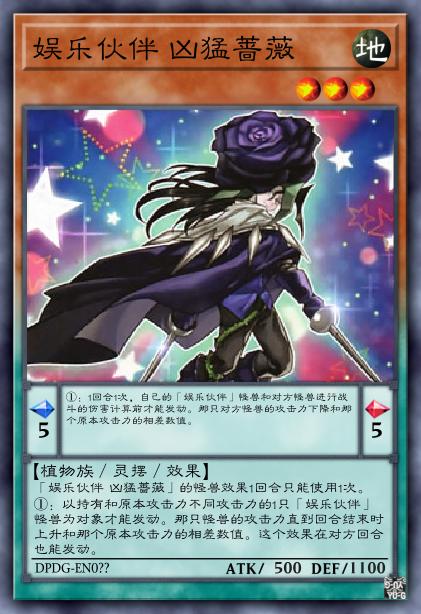 娱乐伙伴 凶猛蔷薇
地
①：1回合1次，自己的「娱乐伙伴」怪兽和对方怪兽进行战
斗的伤害计算前才能发动。那只对方怪兽的攻击力下降和那
个原本攻击力的相差数值。
5
5
【植物族／灵摆／效果】
「娱乐伙伴 凶猛蔷薇」的怪兽效果1回合只能使用1次。
①：以持有和原本攻击力不同攻击力的1只「娱乐伙伴」
怪兽为对象才能发动。那只怪兽的攻击力直到回合结束时
上升和那个原本攻击力的相差数值。这个效果在对方回合
也能发动。
DPDG-EN0??
ATK/ 500 DEF/1100